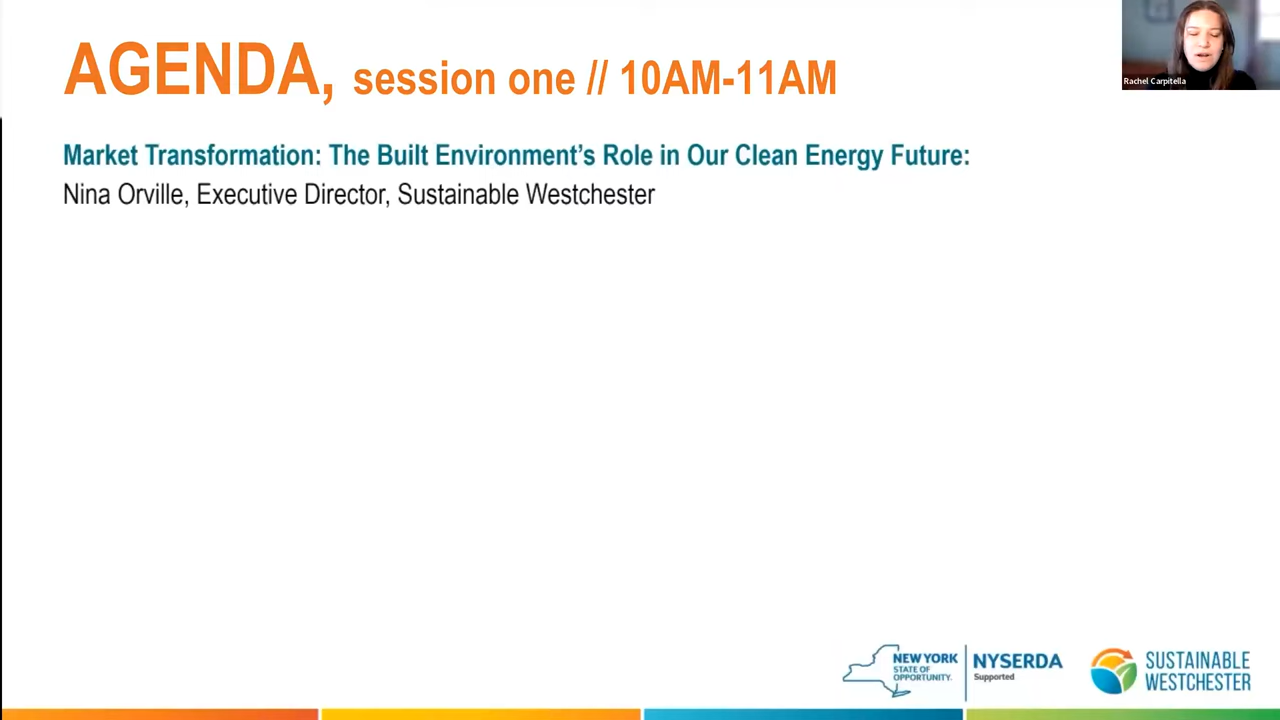 AGENDA, session one // 10AM-11AM
Rachel Carpitella
Market Transformation: The Built Environment's Role in Our Clean Energy Future:
Nina Orville, Executive Director, Sustainable Westchester
NEW YORK
STATE OF
OPPORTUNITY.
NYSERDA
Supported
SUSTAINABLE
WESTCHESTER